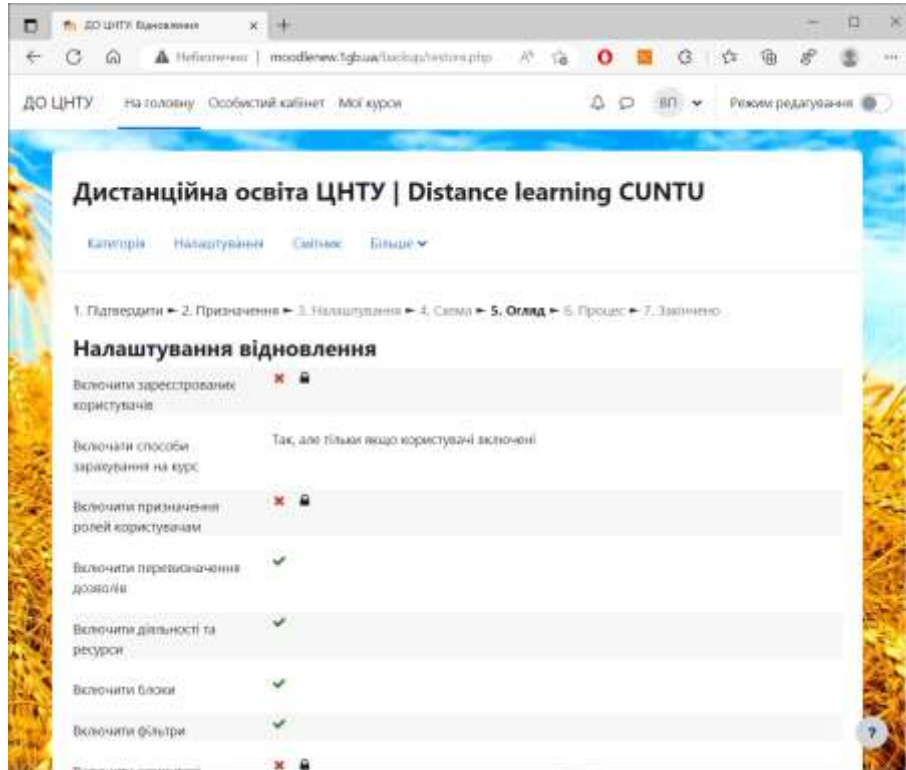 ДО ЦНТУ Відновлення
Небезпечно | moodlenew.1gb.ua/backup/restore.php
ДО ЦНТУ На головну Особистий кабінет Мої курси ВП Режим редагування
Дистанційна освіта ЦНТУ | Distance learning CUNTU
Категорія Налаштування Смітник Більше
1. Підтвердити ► 2. Призначення ► 3. Налаштування ► 4. Схема ► 5. Огляд ► 6. Процес ► 7. Закінчено
Налаштування відновлення
Включити зареєстрованих
користувачів
Включати способи
зарахування на курс
Так, але тільки якщо користувачі включені
Включити призначення
ролей користувачам
Включити перевизначення
дозволів
Включити діяльності та
ресурси
Включити блоки
Включити фільтри
?